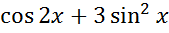 cos 2𝑥 + 3 sin² 𝑥